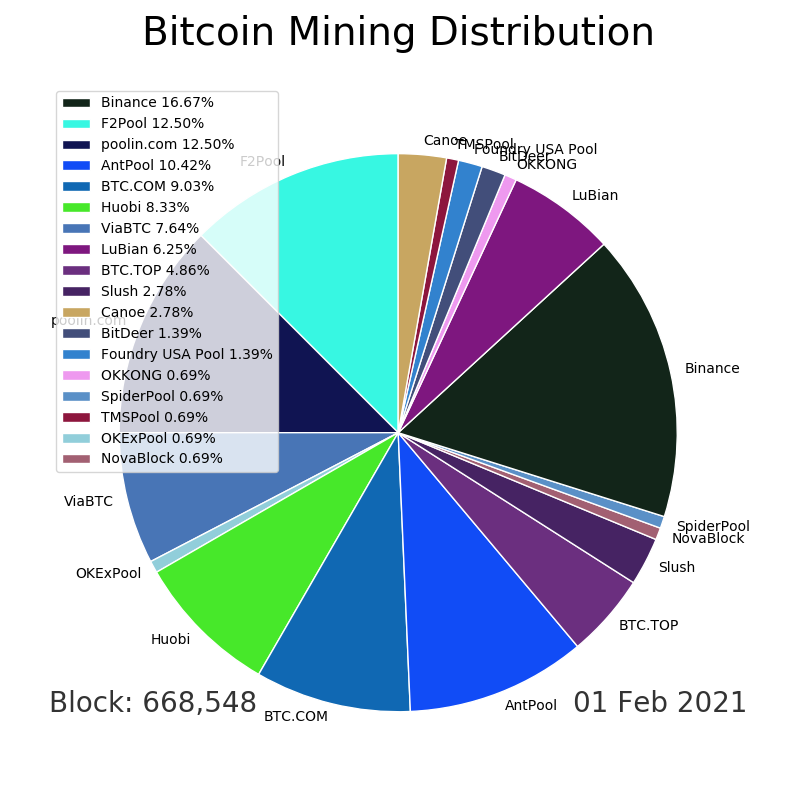 Bitcoin Mining Distribution
Binance 16.67%
F2Pool 12.50%
poolin.com 12.50%
AntPool 10.42%
BTC.COM 9.03%
Huobi 8.33%
ViaBTC 7.64%
LuBian 6.25%
BTC.TOP 4.86%
Slush 2.78%
Canoe 2.78%
BitDeer 1.39%
Foundry USA Pool 1.39%
OKKONG 0.69%
SpiderPool 0.69%
TMSPool 0.69%
OKExPool 0.69%
NovaBlock 0.69%
Canoe
TMSPool
Foundry USA Pool
BitDeer
OKKONG
LuBian
F2Pool
poolin.com
Binance
ViaBTC
SpiderPool
NovaBlock
Slush
OKExPool
BTC.TOP
Huobi
AntPool
BTC.COM
Block: 668,548
01 Feb 2021